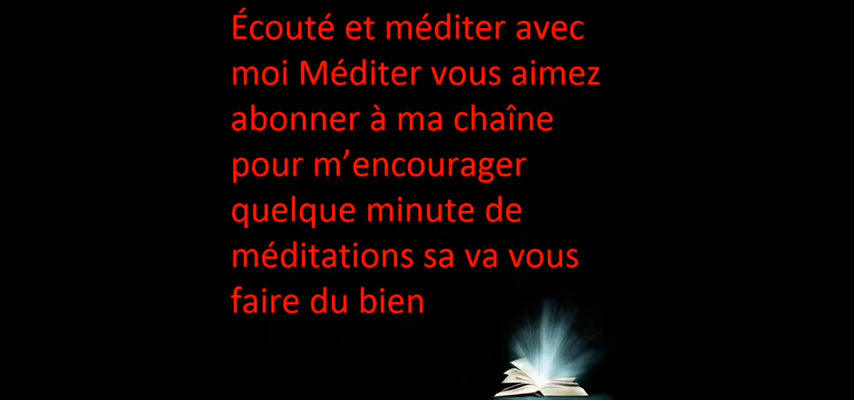 Écouté et méditer avec
moi Méditer vous aimez
abonner à ma chaîne
pour m’encourager
quelque minute de
méditations sa va vous
faire du bien